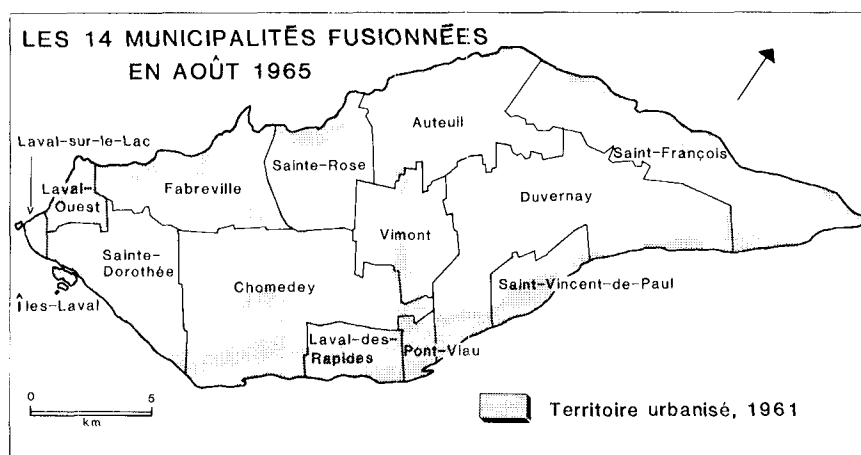 LES 14 MUNICIPALITÉS FUSIONNÉES
EN AOÛT 1965
Laval-sur-le-Lac
Auteuil
Sainte-Rose
Saint-François
Laval-
Ouest
Fabreville
Duvernay
Vimont
Sainte-
Dorothée
Chomedey
Saint-Vincent-de-Paul
Îles-Laval
Laval-des-
Rapides
Pont-Viau
0 5
km
Territoire urbanisé, 1961